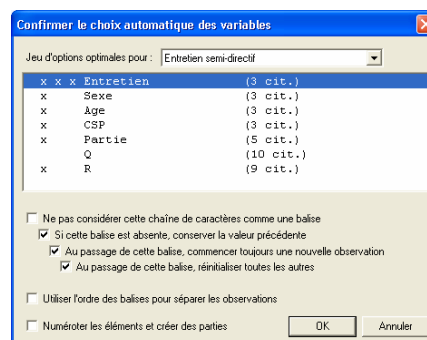 Confirmer le choix automatique des variables
Jeu d'options optimales pour : Entretien semi-directif
x x x Entretien (3 cit.)
x Sexe (3 cit.)
x Age (3 cit.)
x CSP (3 cit.)
x Partie (5 cit.)
Q (10 cit.)
x R (9 cit.)
Ne pas considérer cette chaîne de caractères comme une balise
Si cette balise est absente, conserver la valeur précédente
Au passage de cette balise, commencer toujours une nouvelle observation
Au passage de cette balise, réinitialiser toutes les autres
Utiliser l'ordre des balises pour séparer les observations
Numéroter les éléments et créer des parties
OK Annuler